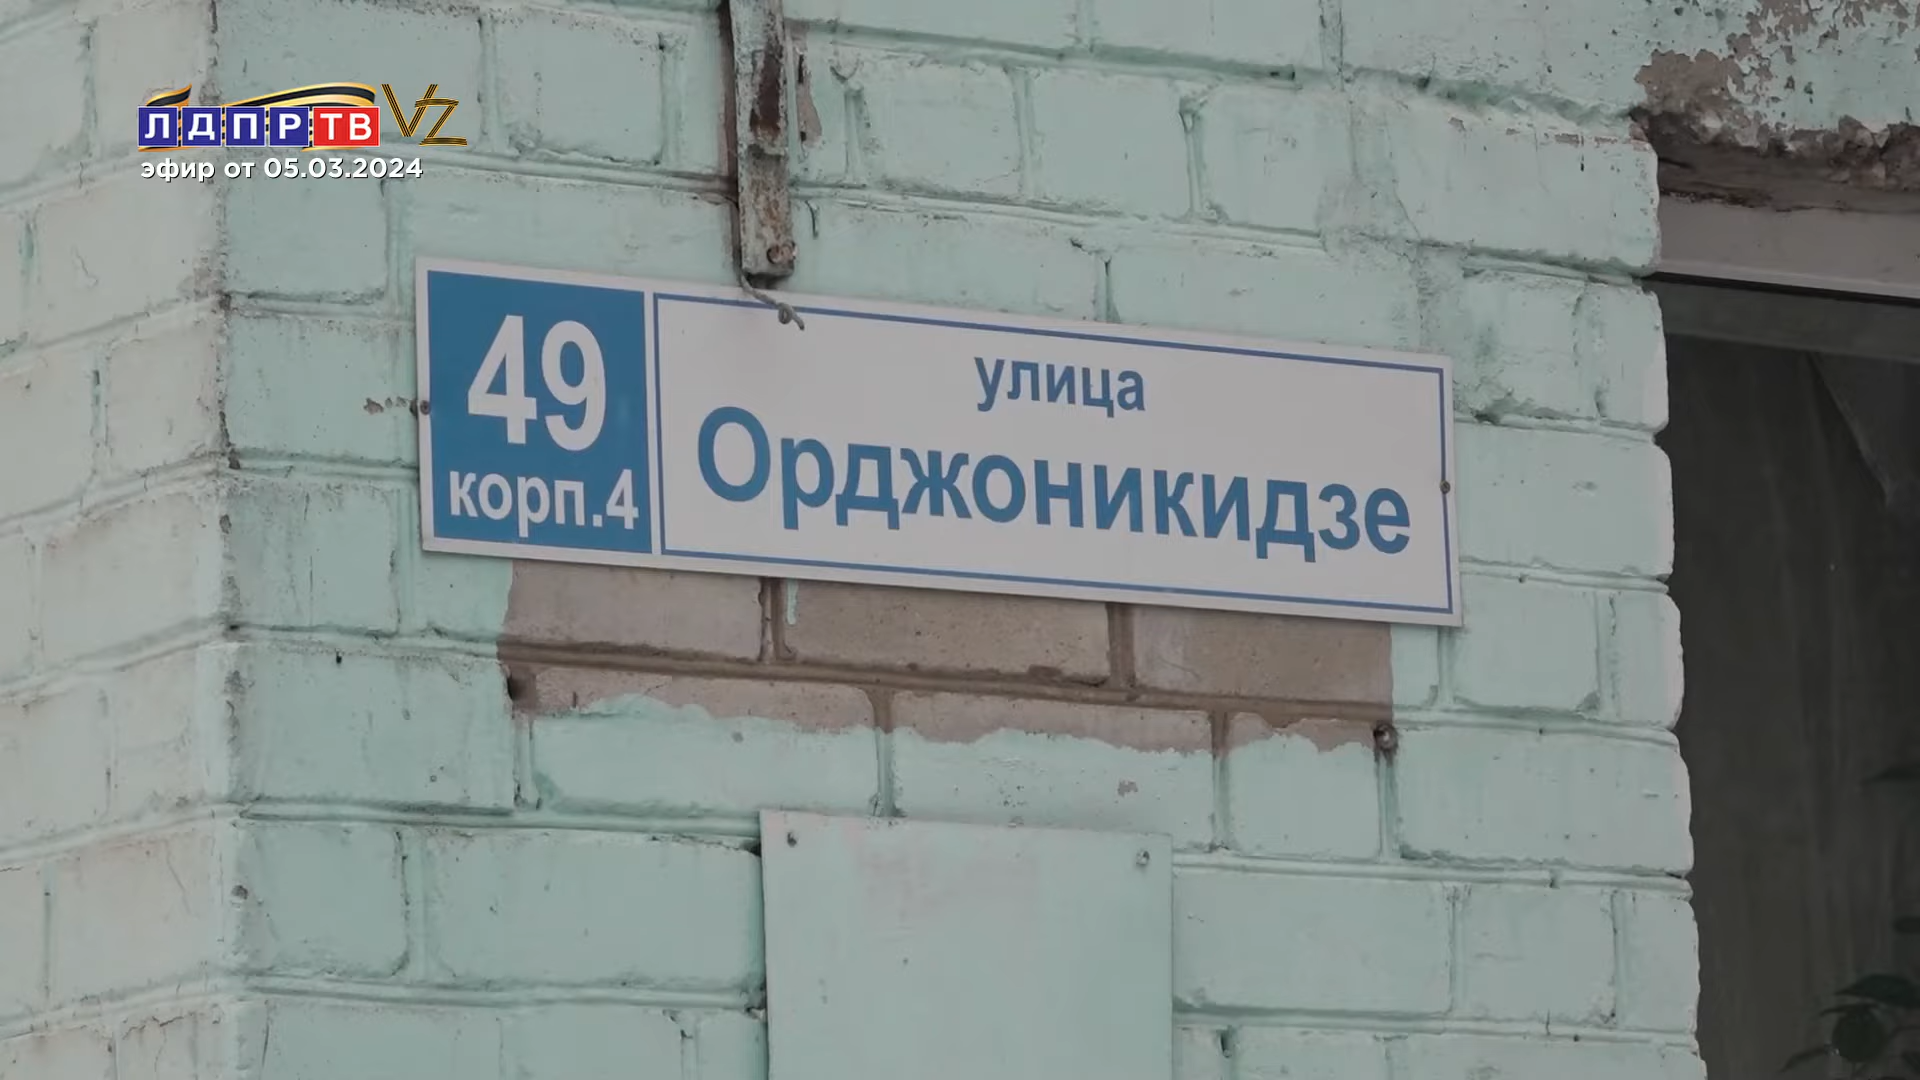 ЛДПР ТВ VZ
эфир от 05.03.2024
49
корп.4
улица
Орджоникидзе